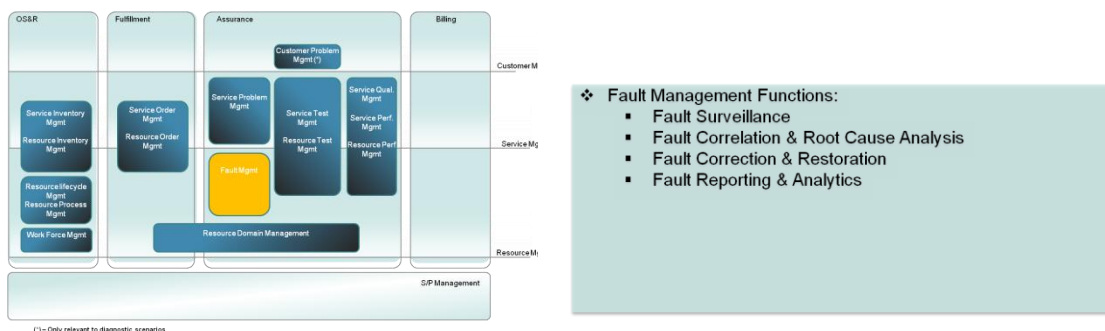 OS&R
Fulfillment
Assurance
Billing
Customer Problem
Mgmt (*)
Customer M
Service Inventory
Mgmt
Resource Inventory
Mgmt
Service Order
Mgmt
Resource Order
Mgmt
Service Problem
Mgmt
Service Test
Mgmt
Resource Test
Mgmt
Service Qual.
Mgmt
Service Perf.
Mgmt
Resource Perf
Mgmt
Service Mg
Fault Mgmt
Resource lifecycle
Mgmt
Resource Process
Mgmt
Work Force Mgmt
Resource Domain Management
Resource M
S/P Management
(*) – Only relevant to diagnostic scenarios
❖ Fault Management Functions:
▪ Fault Surveillance
▪ Fault Correlation & Root Cause Analysis
▪ Fault Correction & Restoration
▪ Fault Reporting & Analytics